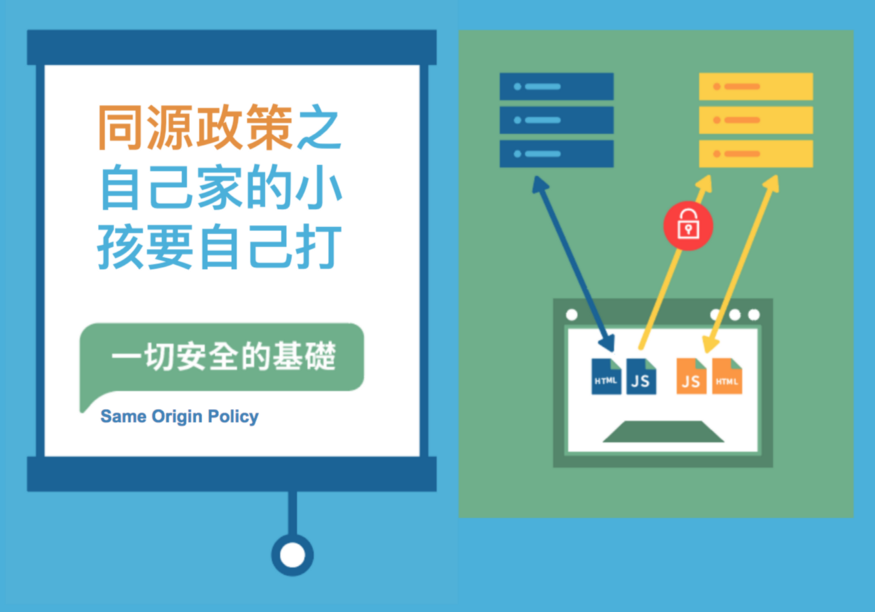 同源政策之
自己家的小
孩要自己打
一切安全的基礎
Same Origin Policy
HTML
JS
JS
HTML